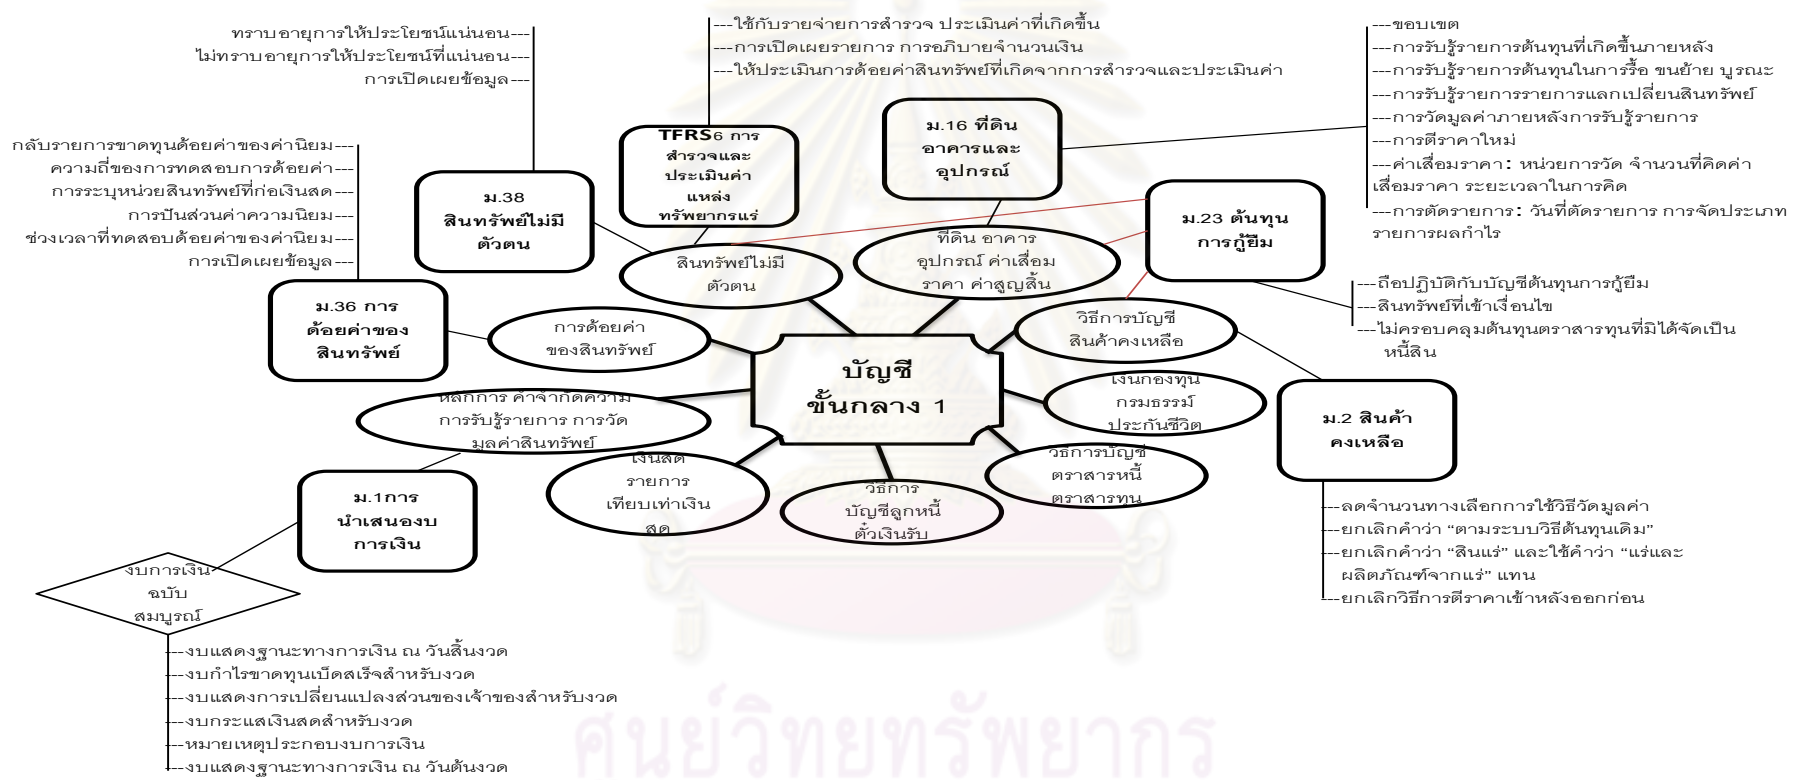 ทราบอายุการให้ประโยชน์แน่นอน---
ไม่ทราบอายุการให้ประโยชน์ที่แน่นอน---
การเปิดเผยข้อมูล---
---ใช้กับรายจ่ายการสำรวจ ประเมินค่าที่เกิดขึ้น
---การเปิดเผยรายการ การอภิบายจำนวนเงิน
---ให้ประเมินการด้อยค่าสินทรัพย์ที่เกิดจากการสำรวจและประเมินค่า
---ขอบเขต
---การรับรู้รายการต้นทุนที่เกิดขึ้นภายหลัง
---การรับรู้รายการต้นทุนในการรื้อ ขนย้าย บูรณะ
---การรับรู้รายการรายการแลกเปลี่ยนสินทรัพย์
---การวัดมูลค่าภายหลังการรับรู้รายการ
---การตีราคาใหม่
---ค่าเสื่อมราคา: หน่วยการวัด จำนวนที่คิดค่า
เสื่อมราคา ระยะเวลาในการคิด
---การตัดรายการ: วันที่ตัดรายการ การจัดประเภท
รายการผลกำไร
กลับรายการขาดทุนด้อยค่าของค่านิยม---
ความถี่ของการทดสอบการด้อยค่า---
การระบุหน่วยสินทรัพย์ที่ก่อเงินสด---
การปันส่วนค่าความนิยม---
ช่วงเวลาที่ทดสอบด้อยค่าของค่านิยม---
การเปิดเผยข้อมูล---
ม.38
สินทรัพย์ไม่มี
ตัวตน
TFRS6 การ
สำรวจและ
ประเมินค่า
แหล่ง
ทรัพยากรแร่
ม.16 ที่ดิน
อาคารและ
อุปกรณ์
ม.23 ต้นทุน
การกู้ยืม
---ถือปฏิบัติกับบัญชีต้นทุนการกู้ยืม
---สินทรัพย์ที่เข้าเงื่อนไข
---ไม่ครอบคลุมต้นทุนตราสารทุนที่มิได้จัดเป็น
หนี้สิน
ม.36 การ
ด้อยค่าของ
สินทรัพย์
สินทรัพย์ไม่มี
ตัวตน
ที่ดิน อาคาร
อุปกรณ์ ค่าเสื่อม
ราคา ค่าสูญสิ้น
การด้อยค่า
ของสินทรัพย์
วิธีการบัญชี
สินค้าคงเหลือ
บัญชี
ขั้นกลาง 1
หลักการ คำจำกัดความ
การรับรู้รายการ การวัด
มูลค่าสินทรัพย์
เงินกองทุน
กรมธรรม์
ประกันชีวิต
ม.2 สินค้า
คงเหลือ
เงินสด
รายการ
เทียบเท่าเงิน
สด
วิธีการ
บัญชีลูกหนี้
ตั๋วเงินรับ
วิธีการบัญชี
ตราสารหนี้
ตราสารทุน
ม.1การ
นำเสนองบ
การเงิน
---ลดจำนวนทางเลือกการใช้วิธีวัดมูลค่า
---ยกเลิกคำว่า “ตามระบบวิธีต้นทุนเดิม”
---ยกเลิกคำว่า “สินแร่” และใช้คำว่า “แร่และ
ผลิตภัณฑ์จากแร่” แทน
---ยกเลิกวิธีการตีราคาเข้าหลังออกก่อน
งบการเงิน
ฉบับ
สมบูรณ์
---งบแสดงฐานะทางการเงิน ณ วันสิ้นงวด
---งบกำไรขาดทุนเบ็ดสเร็จสำหรับงวด
---งบแสดงการเปลี่ยนแปลงส่วนของเจ้าของสำหรับงวด
---งบกระแสเงินสดสำหรับงวด
---หมายเหตุประกอบงบการเงิน
---งบแสดงฐานะทางการเงิน ณ วันต้นงวด
ศูนย์วิทยทรัพยากร